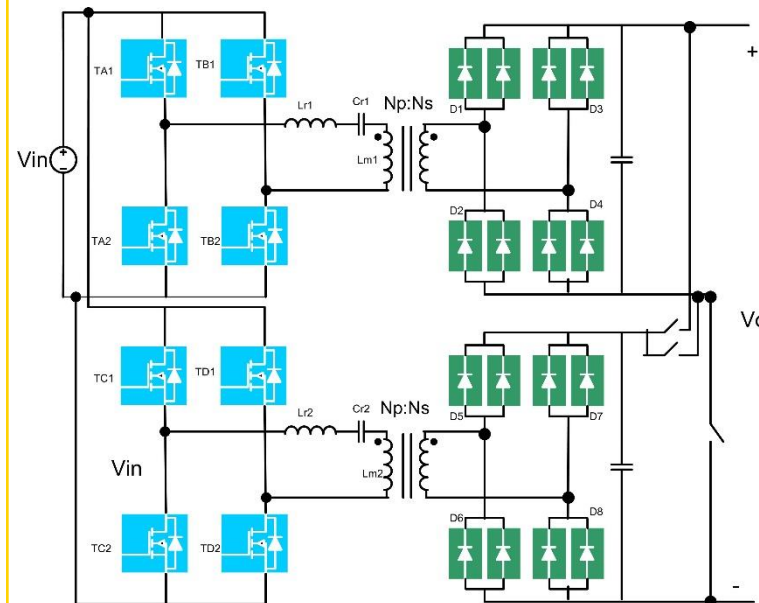 TA1
TB1
Lr1
Cr1
Np:Ns
D1
D3
+
Vin
Lm1
TA2
TB2
D2
D4
TC1
TD1
Lr2
Cr2
Np:Ns
D5
D7
Vin
Lm2
TC2
TD2
D6
D8
-